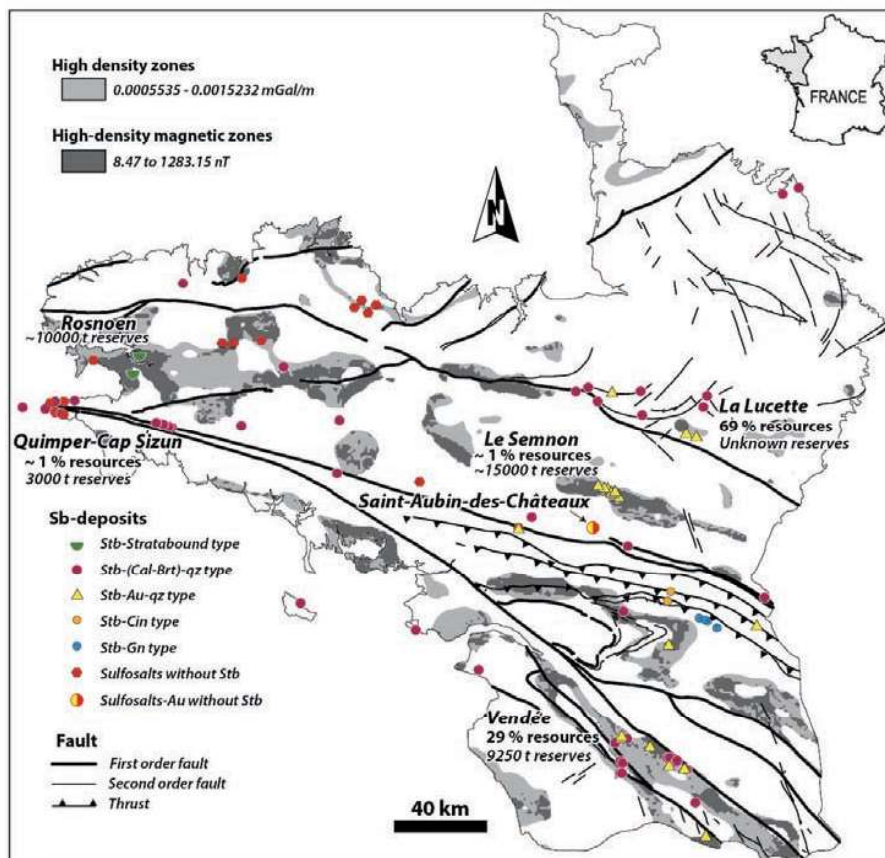 High density zones
0.0005535 - 0.0015232 mGal/m
High-density magnetic zones
8.47 to 1283.15 nT
FRANCE
N
Rosnoen
~10000 t reserves
La Lucette
69 % resources
Unknown reserves
Quimper-Cap Sizun
~ 1 % resources
3000 t reserves
Le Semnon
~ 1 % resources
~15000 t reserves
Saint-Aubin-des-Châteaux
Sb-deposits
Stb-Stratabound type
Stb-(Cal-Brt)-qz type
Stb-Au-qz type
Stb-Cin type
Stb-Gn type
Sulfosalts without Stb
Sulfosalts-Au without Stb
Vendée
29 % resources
9250 t reserves
Fault
First order fault
Second order fault
Thrust
40 km